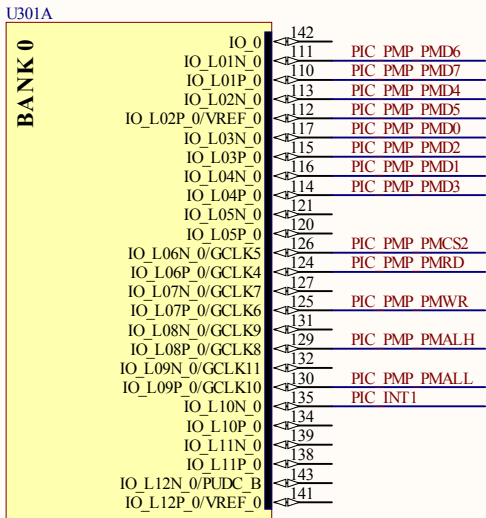 U301A
BANK 0
IO_0 142
IO_L01N_0 111 PIC_PMP_PMD6
IO_L01P_0 110 PIC_PMP_PMD7
IO_L02N_0 113 PIC_PMP_PMD4
IO_L02P_0/VREF_0 112 PIC_PMP_PMD5
IO_L03N_0 117 PIC_PMP_PMD0
IO_L03P_0 115 PIC_PMP_PMD2
IO_L04N_0 116 PIC_PMP_PMD1
IO_L04P_0 114 PIC_PMP_PMD3
IO_L05N_0 121
IO_L05P_0 120
IO_L06N_0/GCLK5 126 PIC_PMP_PMCS2
IO_L06P_0/GCLK4 124 PIC_PMP_PMRD
IO_L07N_0/GCLK7 127
IO_L07P_0/GCLK6 125 PIC_PMP_PMWR
IO_L08N_0/GCLK9 131
IO_L08P_0/GCLK8 129 PIC_PMP_PMALH
IO_L09N_0/GCLK11 132
IO_L09P_0/GCLK10 130 PIC_PMP_PMALL
IO_L10N_0 135 PIC_INT1
IO_L10P_0 134
IO_L11N_0 139
IO_L11P_0 138
IO_L12N_0/PUDC_B 143
IO_L12P_0/VREF_0 141